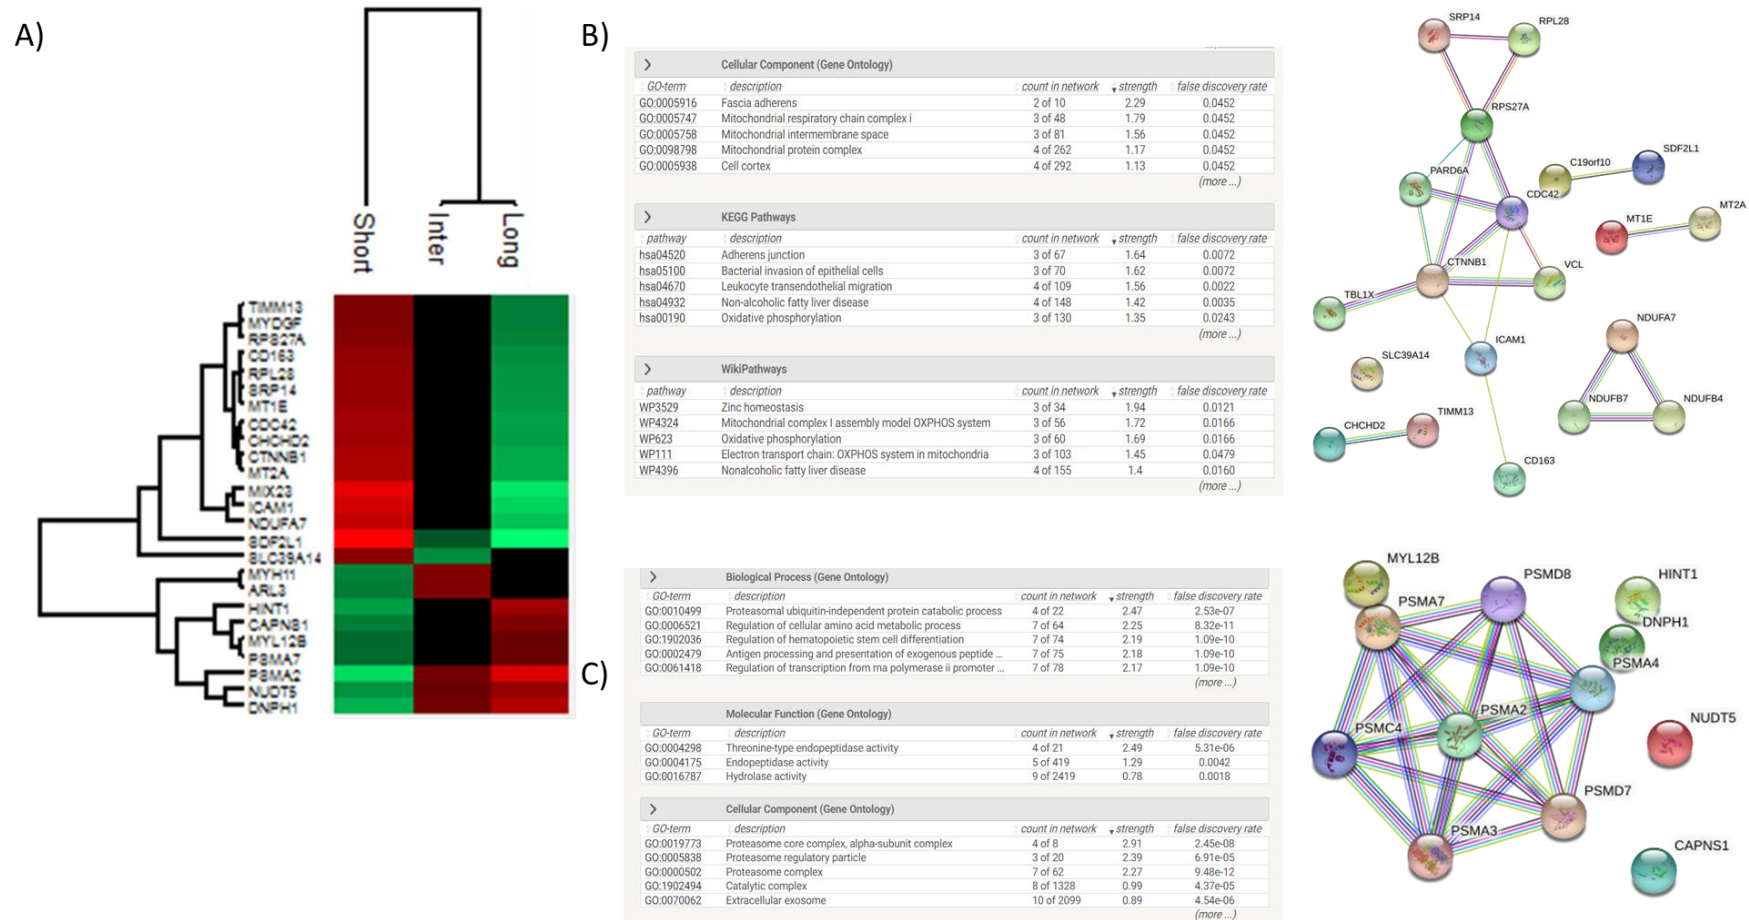 A)
Short
Inter
Long
TIMM13
MYDGF
RPS27A
CD163
RPL28
SRP14
MT1E
CDC42
CHCHD2
CTNNB1
MT2A
MIX23
ICAM1
NDUFA7
SDF2L1
SLC39A14
MYH11
ARL3
HINT1
CAPNS1
MYL12B
PSMA7
PSMA2
NUDT5
DNPH1
B)
Cellular Component (Gene Ontology)
GO-term description count in network strength false discovery rate
GO:0005916 Fascia adherens 2 of 10 2.29 0.0452
GO:0005747 Mitochondrial respiratory chain complex i 3 of 48 1.79 0.0452
GO:0005758 Mitochondrial intermembrane space 3 of 81 1.56 0.0452
GO:0098798 Mitochondrial protein complex 4 of 262 1.17 0.0452
GO:0005938 Cell cortex 4 of 292 1.13 0.0452
(more ...)
KEGG Pathways
pathway description count in network strength false discovery rate
hsa04520 Adherens junction 3 of 67 1.64 0.0072
hsa05100 Bacterial invasion of epithelial cells 3 of 70 1.62 0.0072
hsa04670 Leukocyte transendothelial migration 4 of 109 1.56 0.0022
hsa04932 Non-alcoholic fatty liver disease 4 of 148 1.42 0.0035
hsa00190 Oxidative phosphorylation 3 of 130 1.35 0.0243
(more ...)
WikiPathways
pathway description count in network strength false discovery rate
WP3529 Zinc homeostasis 3 of 34 1.94 0.0121
WP4324 Mitochondrial complex I assembly model OXPHOS system 3 of 56 1.72 0.0166
WP623 Oxidative phosphorylation 3 of 60 1.69 0.0166
WP111 Electron transport chain: OXPHOS system in mitochondria 3 of 103 1.45 0.0479
WP4396 Nonalcoholic fatty liver disease 4 of 155 1.4 0.0160
(more ...)
SRP14
RPL28
RPS27A
C19orf10
SDF2L1
PARD6A
CDC42
MT1E
MT2A
CTNNB1
VCL
TBL1X
NDUFA7
ICAM1
SLC39A14
NDUFB7
NDUFB4
TIMM13
CHCHD2
CD163
C)
Biological Process (Gene Ontology)
GO-term description count in network strength false discovery rate
GO:0010499 Proteasomal ubiquitin-independent protein catabolic process 4 of 22 2.47 2.53e-07
GO:0006521 Regulation of cellular amino acid metabolic process 7 of 64 2.25 8.32e-11
GO:1902036 Regulation of hematopoietic stem cell differentiation 7 of 74 2.19 1.09e-10
GO:0002479 Antigen processing and presentation of exogenous peptide ... 7 of 75 2.18 1.09e-10
GO:0061418 Regulation of transcription from rna polymerase ii promoter ... 7 of 78 2.17 1.09e-10
(more ...)
Molecular Function (Gene Ontology)
GO-term description count in network strength false discovery rate
GO:0004298 Threonine-type endopeptidase activity 4 of 21 2.49 5.31e-06
GO:0004175 Endopeptidase activity 5 of 419 1.29 0.0042
GO:0016787 Hydrolase activity 9 of 2419 0.78 0.0018
Cellular Component (Gene Ontology)
GO-term description count in network strength false discovery rate
GO:0019773 Proteasome core complex, alpha-subunit complex 4 of 8 2.91 2.45e-08
GO:0005838 Proteasome regulatory particle 3 of 20 2.39 6.91e-05
GO:0000502 Proteasome complex 7 of 62 2.27 9.48e-12
GO:1902494 Catalytic complex 8 of 1328 0.99 4.37e-05
GO:0070062 Extracellular exosome 10 of 2099 0.89 4.54e-06
(more ...)
MYL12B
PSMD8
HINT1
PSMA7
DNPH1
PSMA4
PSMA2
NUDT5
PSMC4
PSMD7
PSMA3
CAPNS1